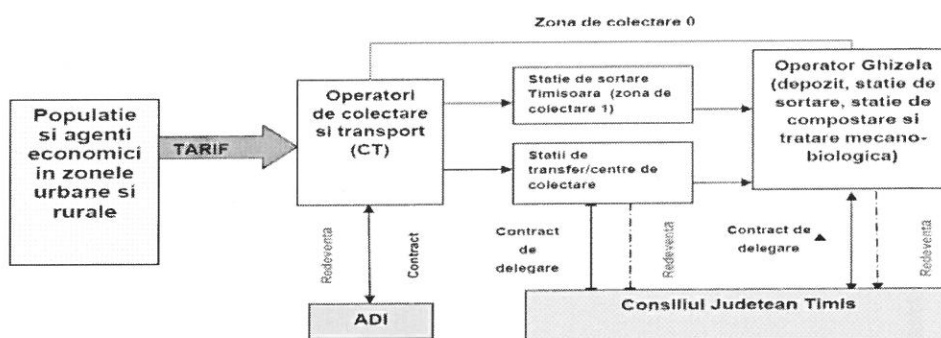 Zona de colectare 0
Populatie
si agenti
economici
in zonele
urbane si
rurale
TARIF
Operatori
de colectare
si transport
(CT)
Statie de sortare
Timisoara (zona de
colectare 1)
Statii de
transfer/centre de
colectare
Operator Ghizela
(depozit, statie de
sortare, statie de
compostare si
tratare mecano-
biologica)
Redeventa
Contract
Contract
de
delegare
Redeventa
Contract de
delegare
Redeventa
ADI
Consiliul Judetean Timis